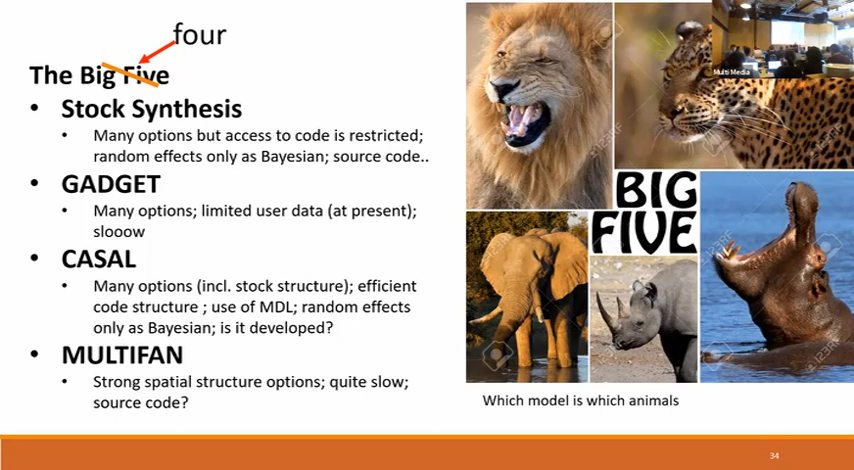 four
The Big Five
• Stock Synthesis
• Many options but access to code is restricted;
random effects only as Bayesian; source code..
• GADGET
• Many options; limited user data (at present);
slooow
• CASAL
• Many options (incl. stock structure); efficient
code structure ; use of MDL; random effects
only as Bayesian; is it developed?
• MULTIFAN
• Strong spatial structure options; quite slow;
source code?
Multi Media
BIG
FIVE
Which model is which animals
34